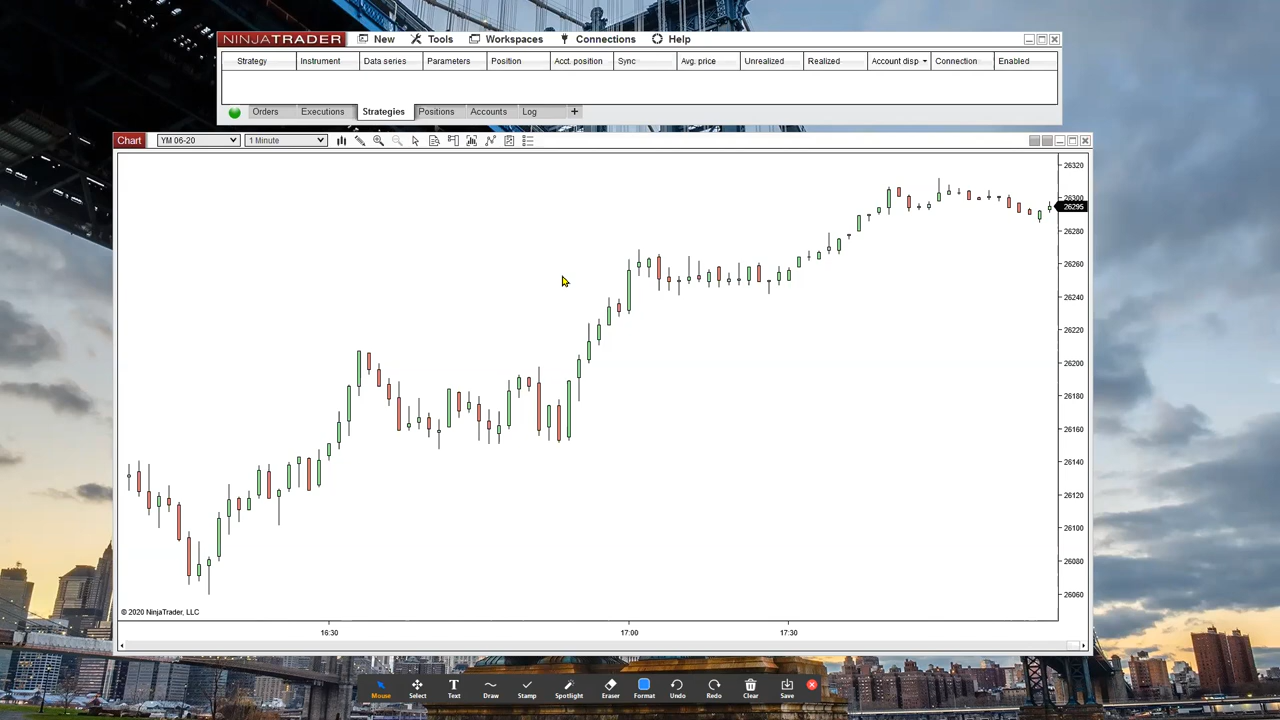 NINJATRADER New Tools Workspaces Connections Help
Strategy Instrument Data series Parameters Position Acct. position Sync Avg. price Unrealized Realized Account disp Connection Enabled
Orders Executions Strategies Positions Accounts Log +
Chart YM 06-20 1 Minute
26320
26300
26295
26280
26260
26240
26220
26200
26180
26160
26140
26120
26100
26080
26060
© 2020 NinjaTrader, LLC
16:30 17:00 17:30
Mouse Select Text Draw Stamp Spotlight Eraser Format Undo Redo Clear Save